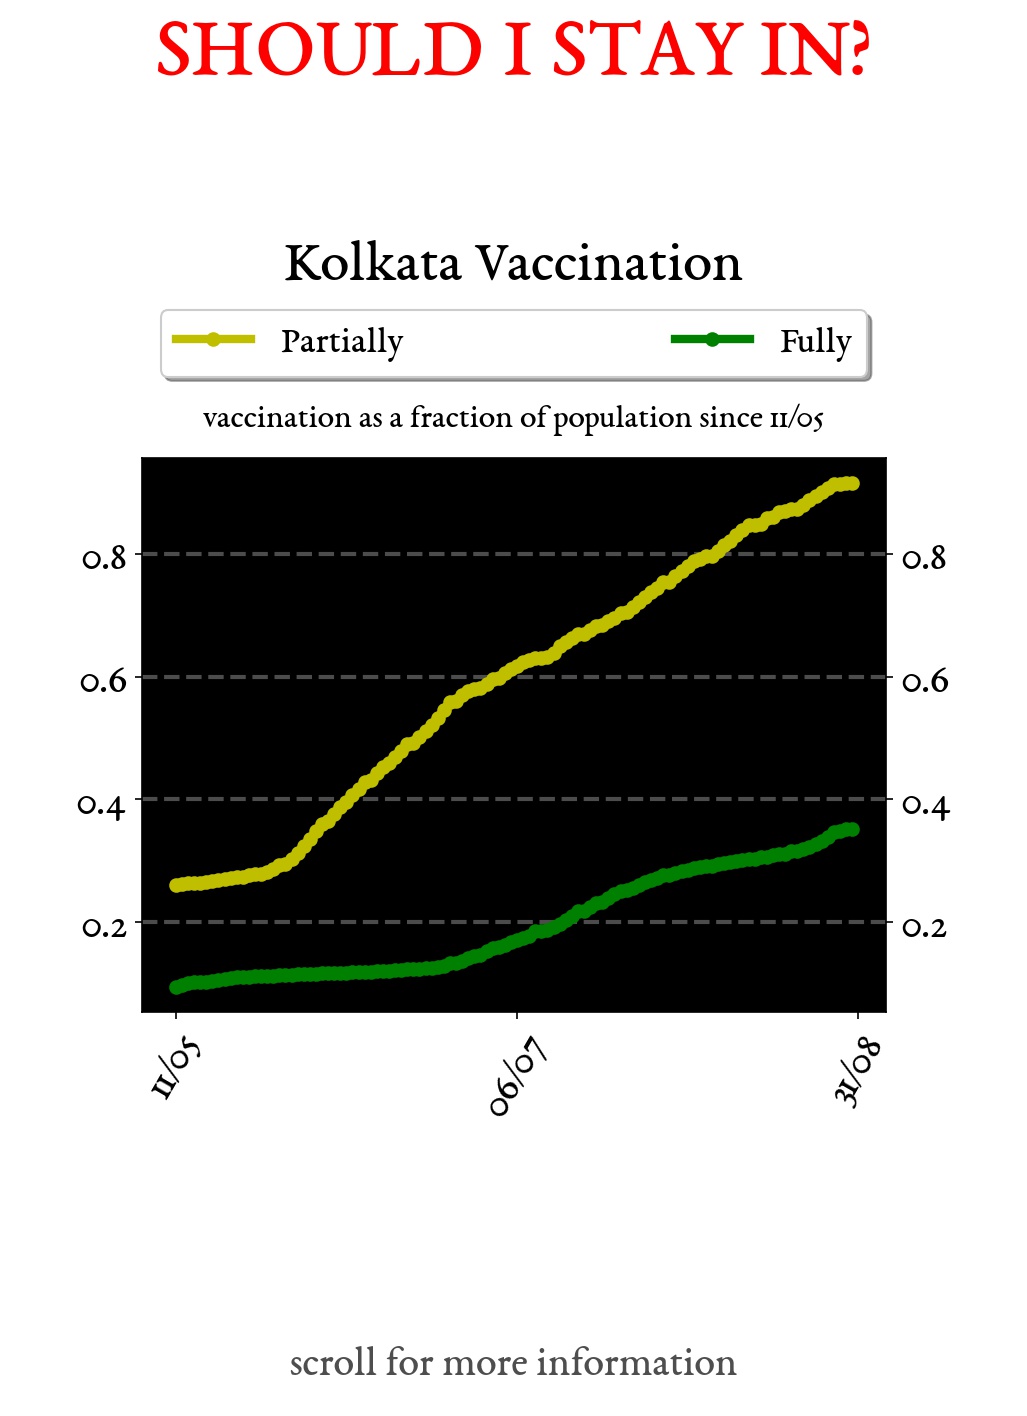 SHOULD I STAY IN?
Kolkata Vaccination
Partially Fully
vaccination as a fraction of population since 11/05
0.8 0.8
0.6 0.6
0.4 0.4
0.2 0.2
11/05 06/07 31/08
scroll for more information